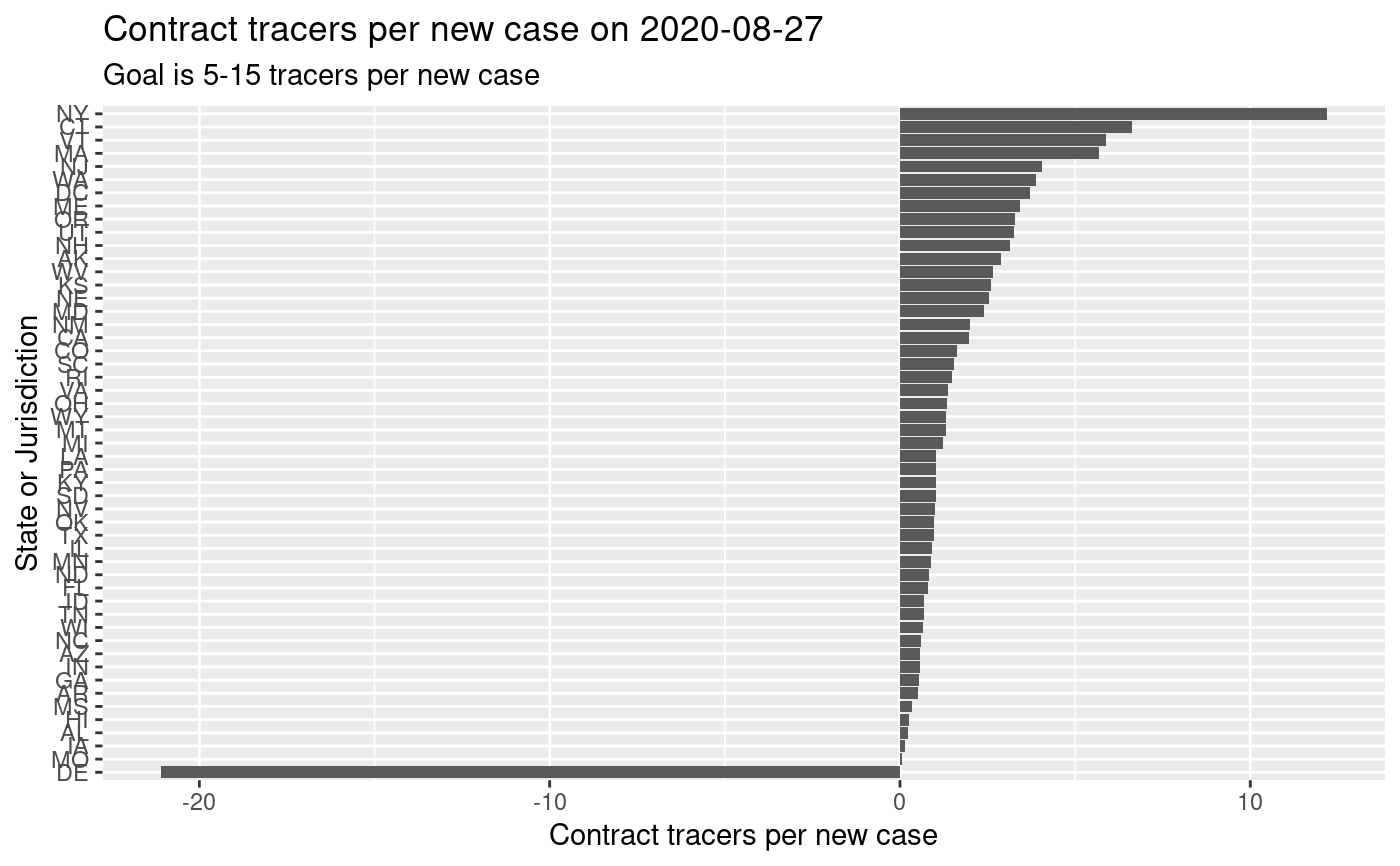 Contract tracers per new case on 2020-08-27
Goal is 5-15 tracers per new case
State or Jurisdiction
NY
CT
VT
MA
NJ
WA
DC
ME
OR
UT
NH
AK
WV
KS
NE
MD
NM
CA
CO
SC
RI
VA
OH
WY
MT
MI
LA
PA
KY
SD
NV
OK
TX
IL
MN
ND
FL
ID
TN
WI
NC
AZ
IN
GA
AR
MS
HI
AL
IA
MO
DE
-20 -10 0 10
Contract tracers per new case